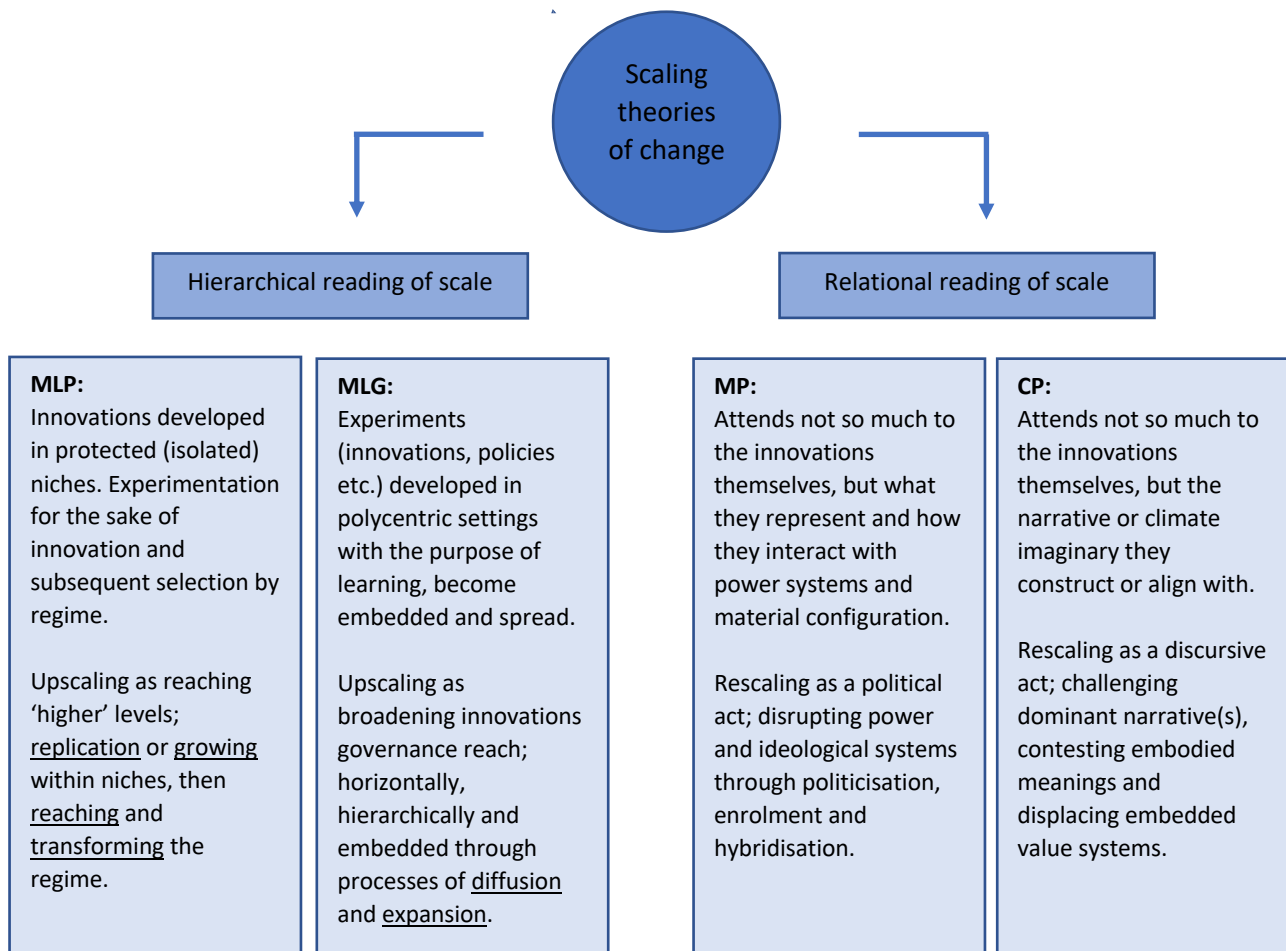 Scaling
theories
of change
Hierarchical reading of scale
Relational reading of scale
MLP:
Innovations developed
in protected (isolated)
niches. Experimentation
for the sake of
innovation and
subsequent selection by
regime.
Upscaling as reaching
‘higher’ levels;
replication or growing
within niches, then
reaching and
transforming the
regime.
MLG:
Experiments
(innovations, policies
etc.) developed in
polycentric settings
with the purpose of
learning, become
embedded and spread.
Upscaling as
broadening innovations
governance reach;
horizontally,
hierarchically and
embedded through
processes of diffusion
and expansion.
MP:
Attends not so much to
the innovations
themselves, but what
they represent and how
they interact with
power systems and
material configuration.
Rescaling as a political
act; disrupting power
and ideological systems
through politicisation,
enrolment and
hybridisation.
CP:
Attends not so much to
the innovations
themselves, but the
narrative or climate
imaginary they
construct or align with.
Rescaling as a discursive
act; challenging
dominant narrative(s),
contesting embodied
meanings and
displacing embedded
value systems.